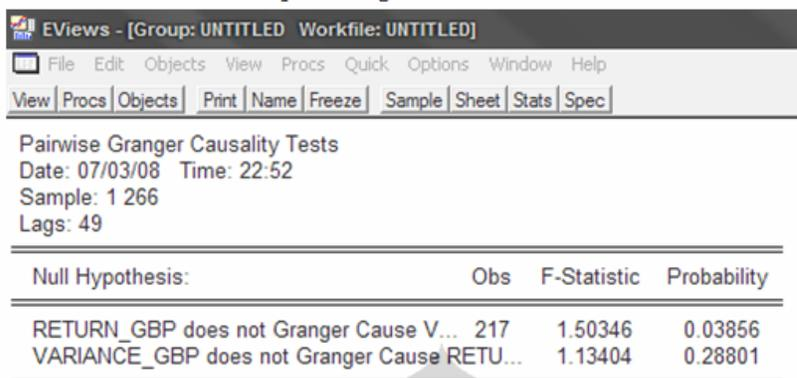 EViews - [Group: UNTITLED Workfile: UNTITLED]
File Edit Objects View Procs Quick Options Window Help
View Procs Objects Print Name Freeze Sample Sheet Stats Spec
Pairwise Granger Causality Tests
Date: 07/03/08 Time: 22:52
Sample: 1 266
Lags: 49
Null Hypothesis: Obs F-Statistic Probability
RETURN_GBP does not Granger Cause V... 217 1.50346 0.03856
VARIANCE_GBP does not Granger Cause RETU... 1.13404 0.28801